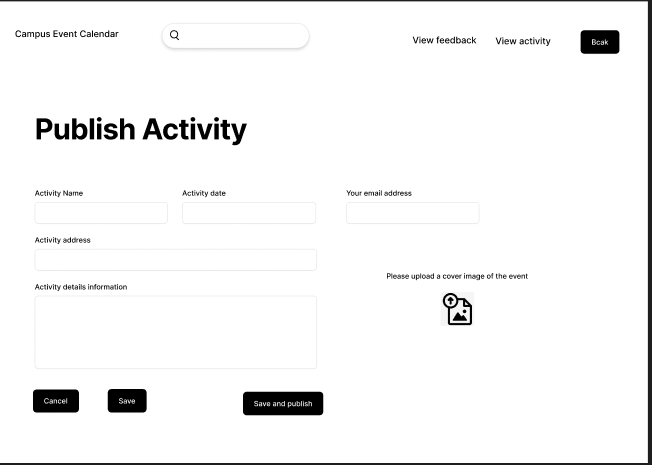 Campus Event Calendar
View feedback
View activity
Bcak
Publish Activity
Activity Name
Activity date
Your email address
Activity address
Please upload a cover image of the event
Activity details information
Cancel
Save
Save and publish